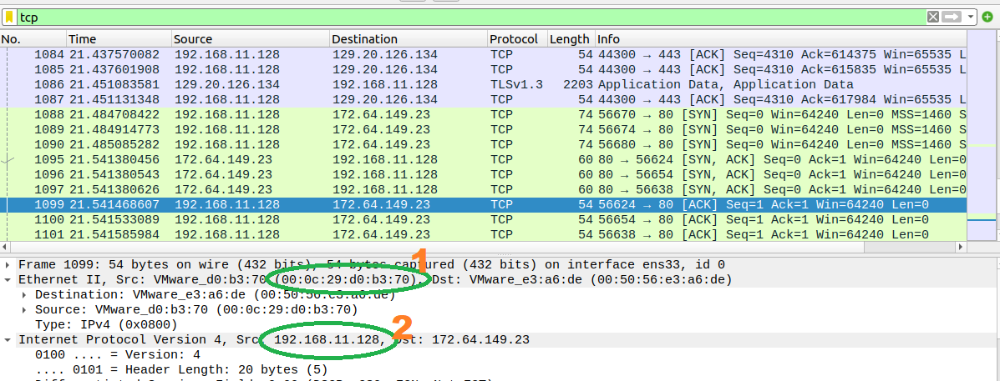 tcp
No. Time Source Destination Protocol Length Info
1084 21.437570082 192.168.11.128 129.20.126.134 TCP 54 44300 → 443 [ACK] Seq=4310 Ack=614375 Win=65535 L
1085 21.437601908 192.168.11.128 129.20.126.134 TCP 54 44300 → 443 [ACK] Seq=4310 Ack=615835 Win=65535 L
1086 21.451083581 129.20.126.134 192.168.11.128 TLSv1.3 2203 Application Data, Application Data
1087 21.451131348 192.168.11.128 129.20.126.134 TCP 54 44300 → 443 [ACK] Seq=4310 Ack=617984 Win=65535 L
1088 21.484708422 192.168.11.128 172.64.149.23 TCP 74 56670 → 80 [SYN] Seq=0 Win=64240 Len=0 MSS=1460 S
1089 21.484914773 192.168.11.128 172.64.149.23 TCP 74 56674 → 80 [SYN] Seq=0 Win=64240 Len=0 MSS=1460 S
1090 21.485085282 192.168.11.128 172.64.149.23 TCP 74 56680 → 80 [SYN] Seq=0 Win=64240 Len=0 MSS=1460 S
1095 21.541380456 172.64.149.23 192.168.11.128 TCP 60 80 → 56624 [SYN, ACK] Seq=0 Ack=1 Win=64240 Len=0
1096 21.541380543 172.64.149.23 192.168.11.128 TCP 60 80 → 56654 [SYN, ACK] Seq=0 Ack=1 Win=64240 Len=0
1097 21.541380626 172.64.149.23 192.168.11.128 TCP 60 80 → 56638 [SYN, ACK] Seq=0 Ack=1 Win=64240 Len=0
1099 21.541468607 192.168.11.128 172.64.149.23 TCP 54 56624 → 80 [ACK] Seq=1 Ack=1 Win=64240 Len=0
1100 21.541533089 192.168.11.128 172.64.149.23 TCP 54 56654 → 80 [ACK] Seq=1 Ack=1 Win=64240 Len=0
1101 21.541585984 192.168.11.128 172.64.149.23 TCP 54 56638 → 80 [ACK] Seq=1 Ack=1 Win=64240 Len=0
1
Frame 1099: 54 bytes on wire (432 bits), 54 bytes captured (432 bits) on interface ens33, id 0
Ethernet II, Src: VMware_d0:b3:70 (00:0c:29:d0:b3:70), Dst: VMware_e3:a6:de (00:50:56:e3:a6:de)
Destination: VMware_e3:a6:de (00:50:56:e3:a6:de)
Source: VMware_d0:b3:70 (00:0c:29:d0:b3:70)
Type: IPv4 (0x0800)
2
Internet Protocol Version 4, Src: 192.168.11.128, Dst: 172.64.149.23
0100 .... = Version: 4
.... 0101 = Header Length: 20 bytes (5)